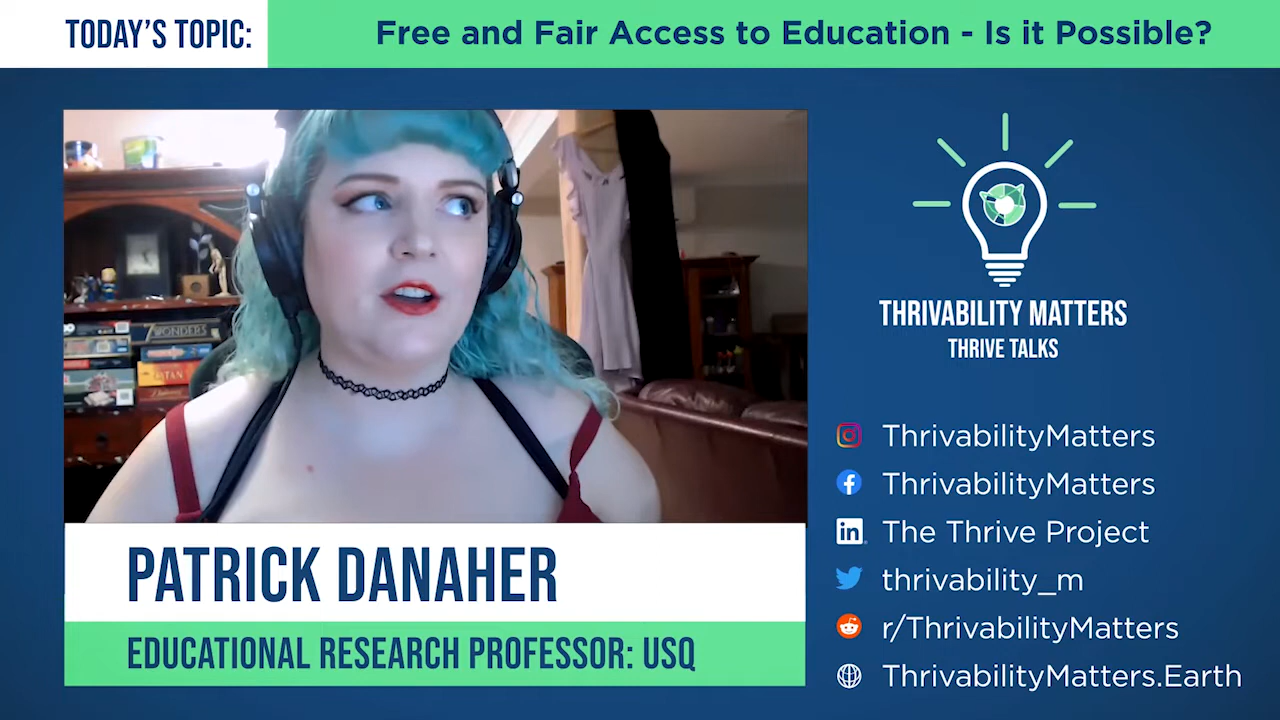 TODAY'S TOPIC:
Free and Fair Access to Education - Is it Possible?
WONDERS
CATAN
THRIVABILITY MATTERS
THRIVE TALKS
ThrivabilityMatters
ThrivabilityMatters
in The Thrive Project
thrivability_m
r/ThrivabilityMatters
ThrivabilityMatters.Earth
PATRICK DANAHER
EDUCATIONAL RESEARCH PROFESSOR: USQ